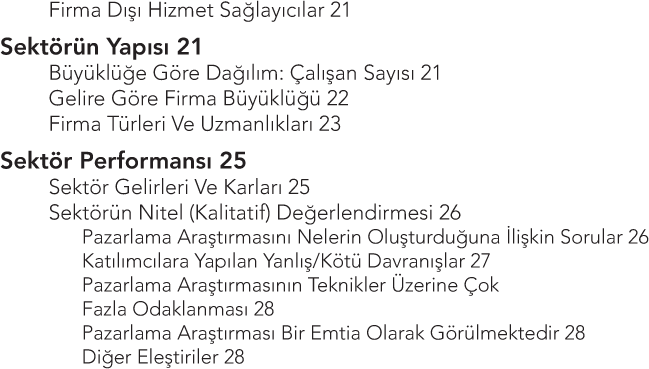 Firma Dışı Hizmet Sağlayıcılar 21
Sektörün Yapısı 21
Büyüklüğe Göre Dağılım: Çalışan Sayısı 21
Gelire Göre Firma Büyüklüğü 22
Firma Türleri Ve Uzmanlıkları 23
Sektör Performansı 25
Sektör Gelirleri Ve Karları 25
Sektörün Nitel (Kalitatif) Değerlendirmesi 26
Pazarlama Araştırmasını Nelerin Oluşturduğuna İlişkin Sorular 26
Katılımcılara Yapılan Yanlış/Kötü Davranışlar 27
Pazarlama Araştırmasının Teknikler Üzerine Çok
Fazla Odaklanması 28
Pazarlama Araştırması Bir Emtia Olarak Görülmektedir 28
Diğer Eleştiriler 28